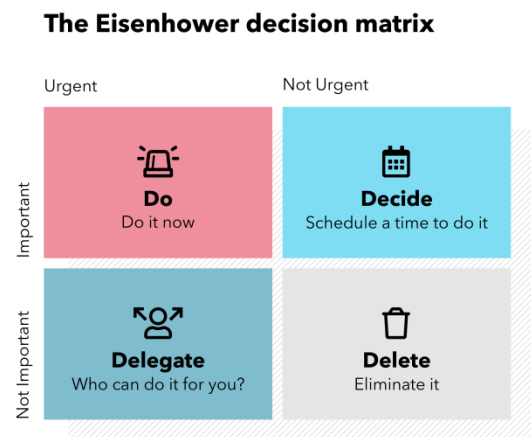 The Eisenhower decision matrix
Urgent
Not Urgent
Important
Do
Do it now
Decide
Schedule a time to do it
Not Important
Delegate
Who can do it for you?
Delete
Eliminate it